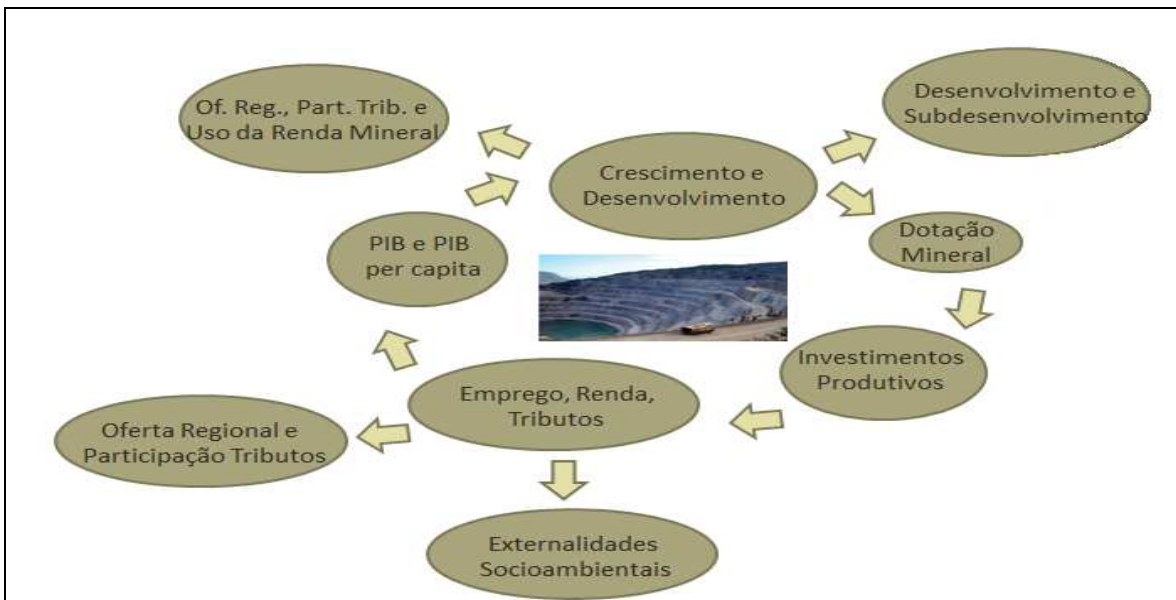 Of. Reg., Part. Trib. e
Uso da Renda Mineral
Desenvolvimento e
Subdesenvolvimento
Crescimento e
Desenvolvimento
PIB e PIB
per capita
Dotação
Mineral
Investimentos
Produtivos
Emprego, Renda,
Tributos
Oferta Regional e
Participação Tributos
Externalidades
Socioambientais